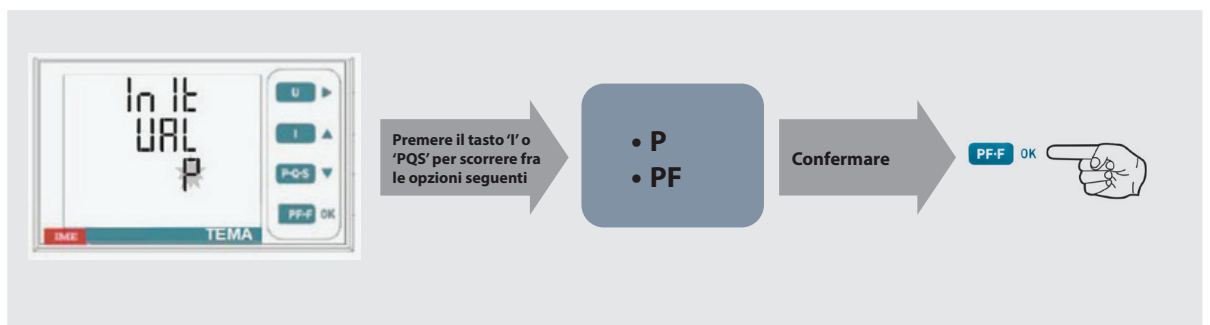 In It
VAL
P
U
I
P-Q-S
PF-F OK
IME TEMA
Premere il tasto ‘I’ o
‘PQS’ per scorrere fra
le opzioni seguenti
• P
• PF
Confermare
PF-F OK